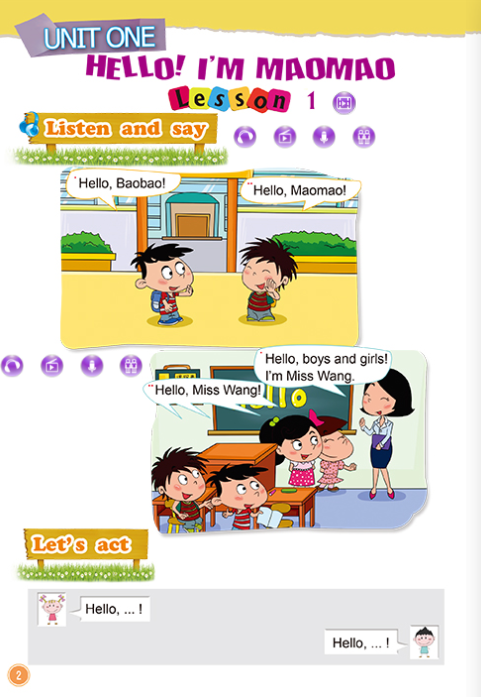 UNIT ONE
HELLO! I'M MAOMAO
Lesson 1
Listen and say
Hello, Baobao!
Hello, Maomao!
Hello, boys and girls!
I'm Miss Wang.
Hello, Miss Wang!
Hello
Let's act
Hello, ... !
Hello, ... !
2